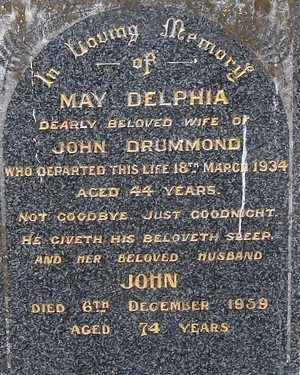 In Loving Memory
of
MAY DELPHIA
DEARLY BELOVED WIFE OF
JOHN DRUMMOND
WHO DEPARTED THIS LIFE 18TH MARCH 1934
AGED 44 YEARS.
NOT GOODBYE, JUST GOODNIGHT.
HE GIVETH HIS BELOVETH SLEEP.
AND HER BELOVED HUSBAND
JOHN
DIED 6TH DECEMBER 1939
AGED 74 YEARS